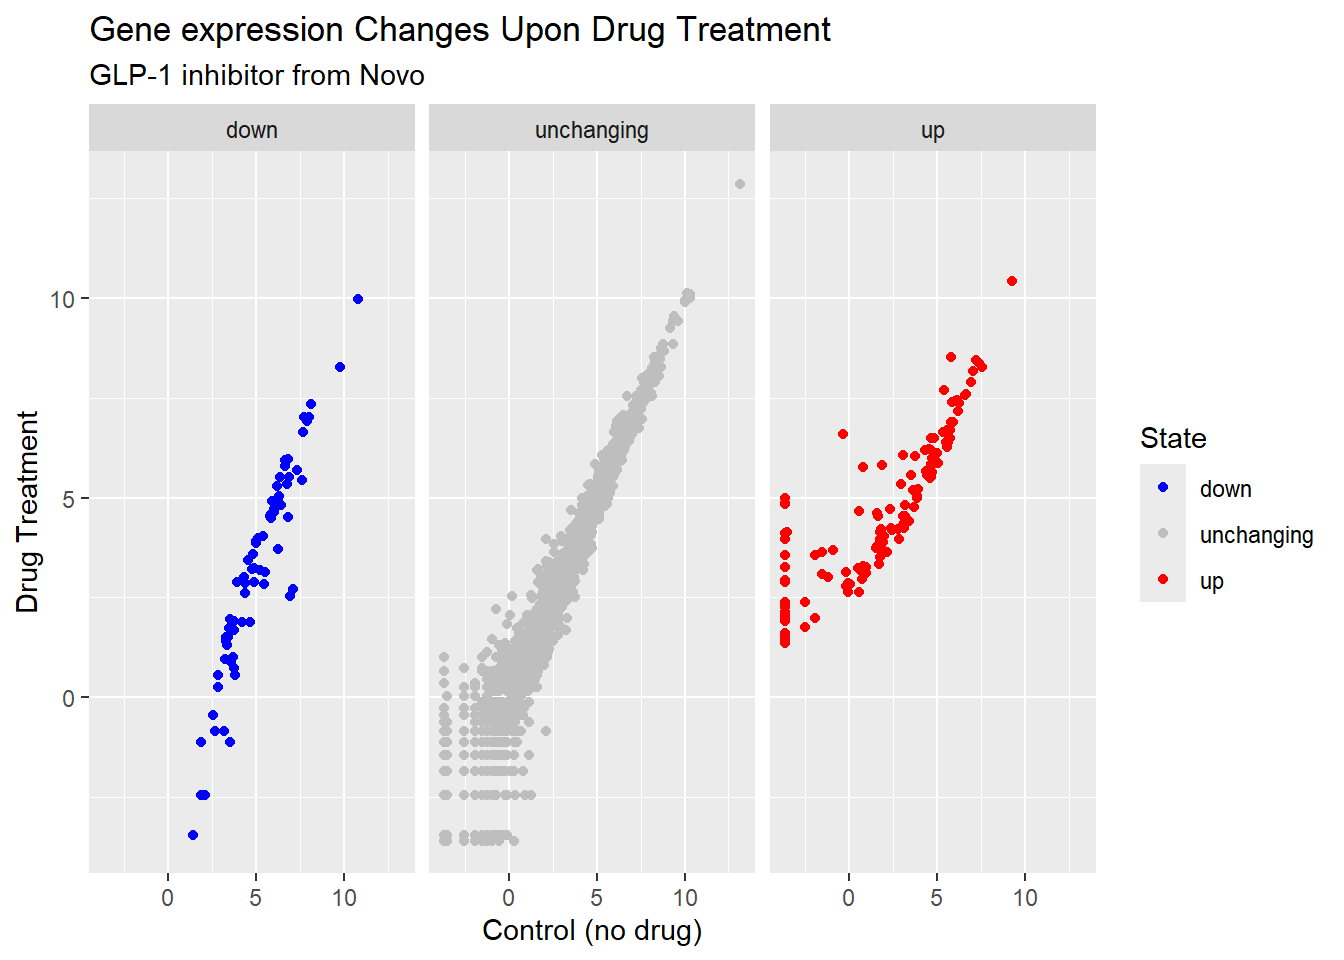 Gene expression Changes Upon Drug Treatment
GLP-1 inhibitor from Novo
down
unchanging
up
Drug Treatment
10
5
0
0
5
10
0
5
10
0
5
10
Control (no drug)
State
down
unchanging
up